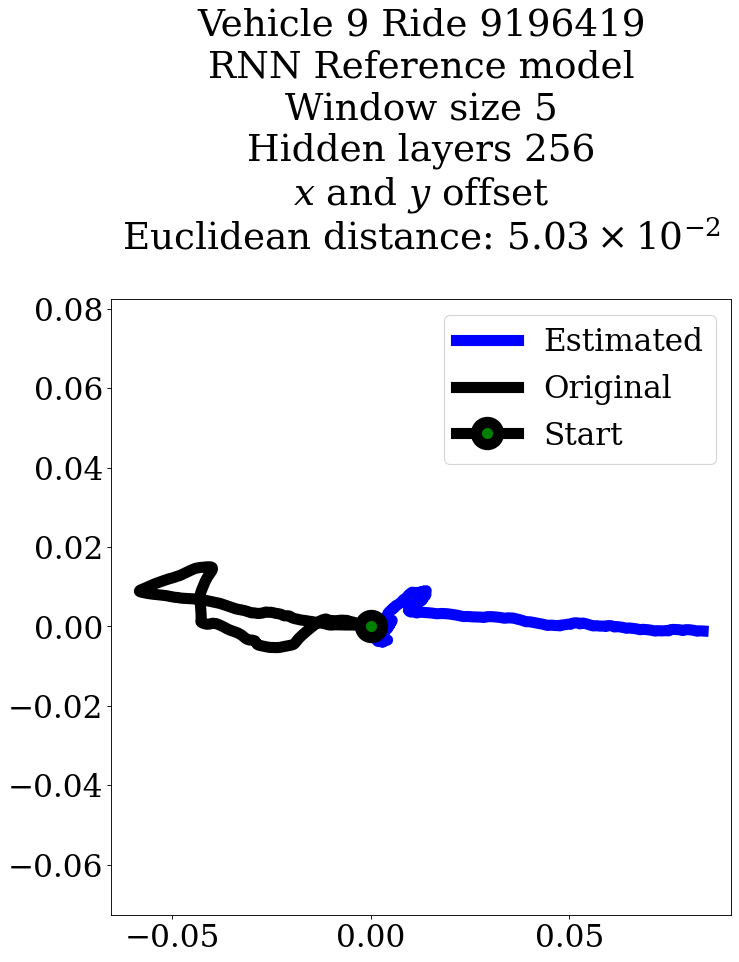 Vehicle 9 Ride 9196419
RNN Reference model
Window size 5
Hidden layers 256
x and y offset
Euclidean distance: 5.03 × 10⁻²
Estimated
Original
Start
0.08
0.06
0.04
0.02
0.00
−0.02
−0.04
−0.06
−0.05
0.00
0.05